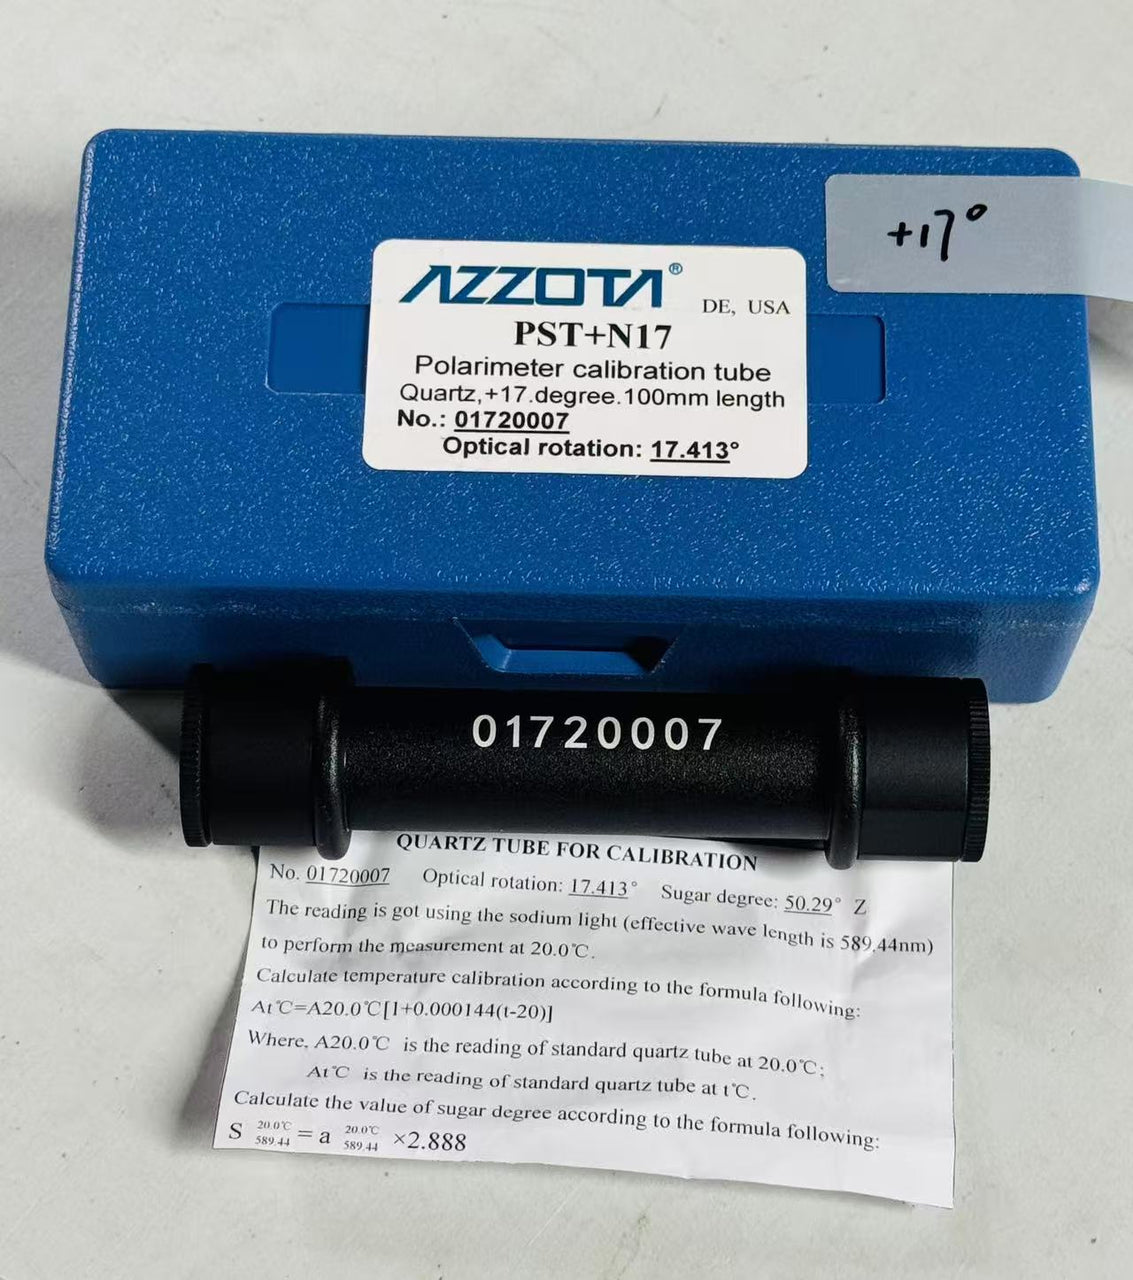 +17°
AZZOTA® DE, USA
PST+N17
Polarimeter calibration tube
Quartz,+17.degree.100mm length
No.: 01720007
Optical rotation: 17.413°
01720007
QUARTZ TUBE FOR CALIBRATION
No. 01720007 Optical rotation: 17.413° Sugar degree: 50.29° Z
The reading is got using the sodium light (effective wave length is 589.44nm)
to perform the measurement at 20.0℃.
Calculate temperature calibration according to the formula following:
At℃=A20.0℃[1+0.000144(t-20)]
Where, A20.0℃ is the reading of standard quartz tube at 20.0℃;
At℃ is the reading of standard quartz tube at t℃.
Calculate the value of sugar degree according to the formula following:
S 20.0℃ 589.44 = a 20.0℃ 589.44 ×2.888